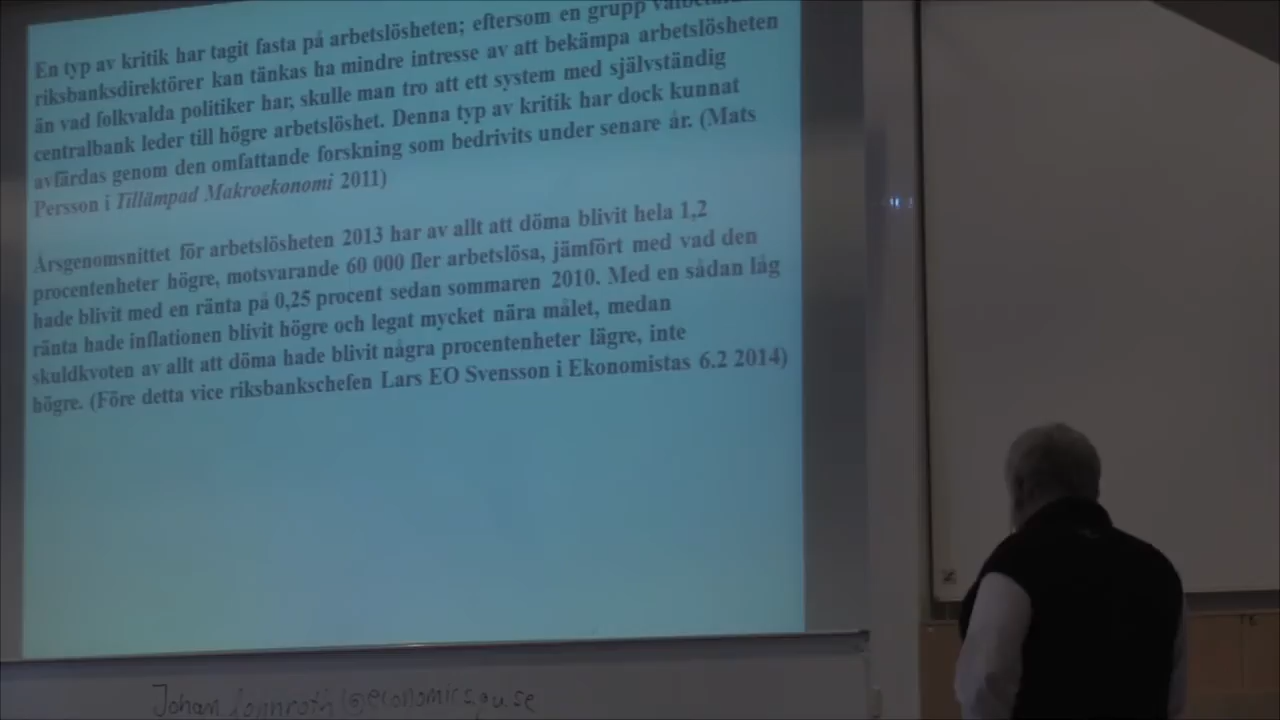 En typ av kritik har tagit fasta på arbetslösheten; eftersom en grupp
riksbanksdirektörer kan tänkas ha mindre intresse av att bekämpa arbetslösheten
än vad folkvalda politiker har, skulle man tro att ett system med självständig
centralbank leder till högre arbetslöshet. Denna typ av kritik har dock kunnat
avfärdas genom den omfattande forskning som bedrivits under senare år. (Mats
Persson i Tillämpad Makroekonomi 2011)
Årsgenomsnittet för arbetslösheten 2013 har av allt att döma blivit hela 1,2
procentenheter högre, motsvarande 60 000 fler arbetslösa, jämfört med vad den
hade blivit med en ränta på 0,25 procent sedan sommaren 2010. Med en sådan låg
ränta hade inflationen blivit högre och legat mycket nära målet, medan
skuldkvoten av allt att döma hade blivit några procentenheter lägre, inte
högre. (Före detta vice riksbankschefen Lars EO Svensson i Ekonomistas 6.2 2014)
Johan